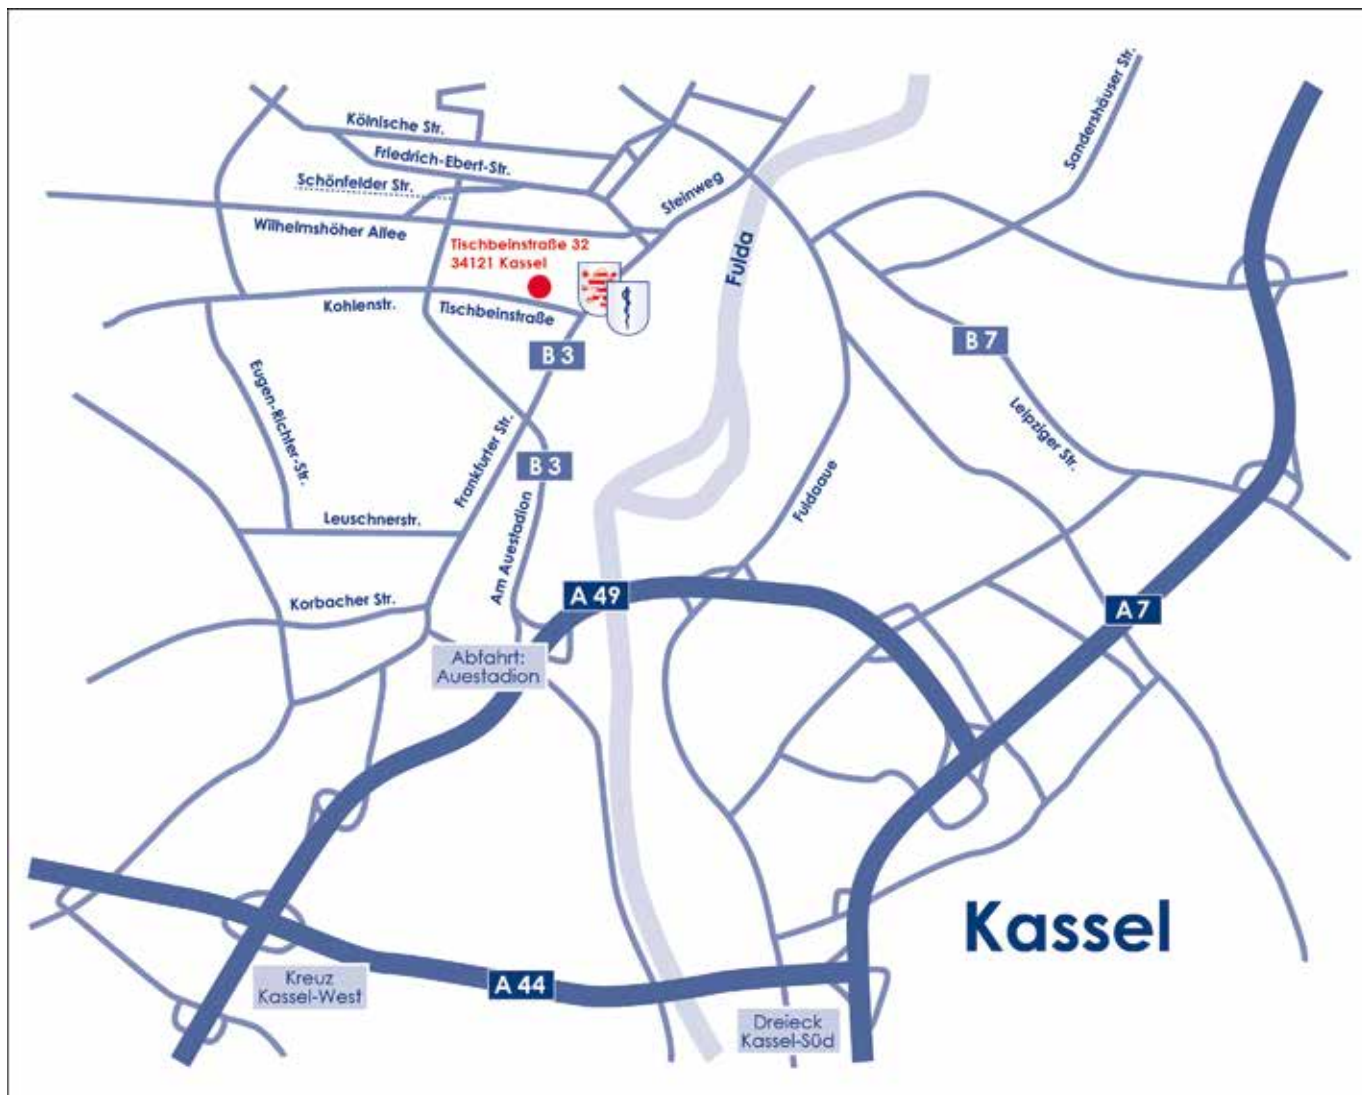 Kölnische Str.
Friedrich-Ebert-Str.
Schönfelder Str.
Wilhelmshöher Allee
Steinweg
Sandershäuser Str.
Tischbeinstraße 32
34121 Kassel
Fulda
Kohlenstr.
Tischbeinstraße
B 3
B 7
Eugen-Richter-Str.
Frankfurter Str.
Leipziger Str.
B 3
Fuldaaue
Leuschnerstr.
Am Auestadion
A 49
A 7
Korbacher Str.
Abfahrt:
Auestadion
Kassel
Kreuz
Kassel-West
A 44
Dreieck
Kassel-Süd